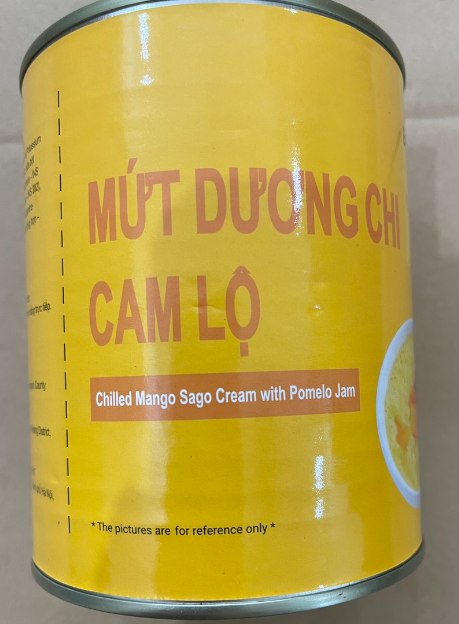 MỨT DƯƠNG CHI
CAM LỘ
Chilled Mango Sago Cream with Pomelo Jam
* The pictures are for reference only *